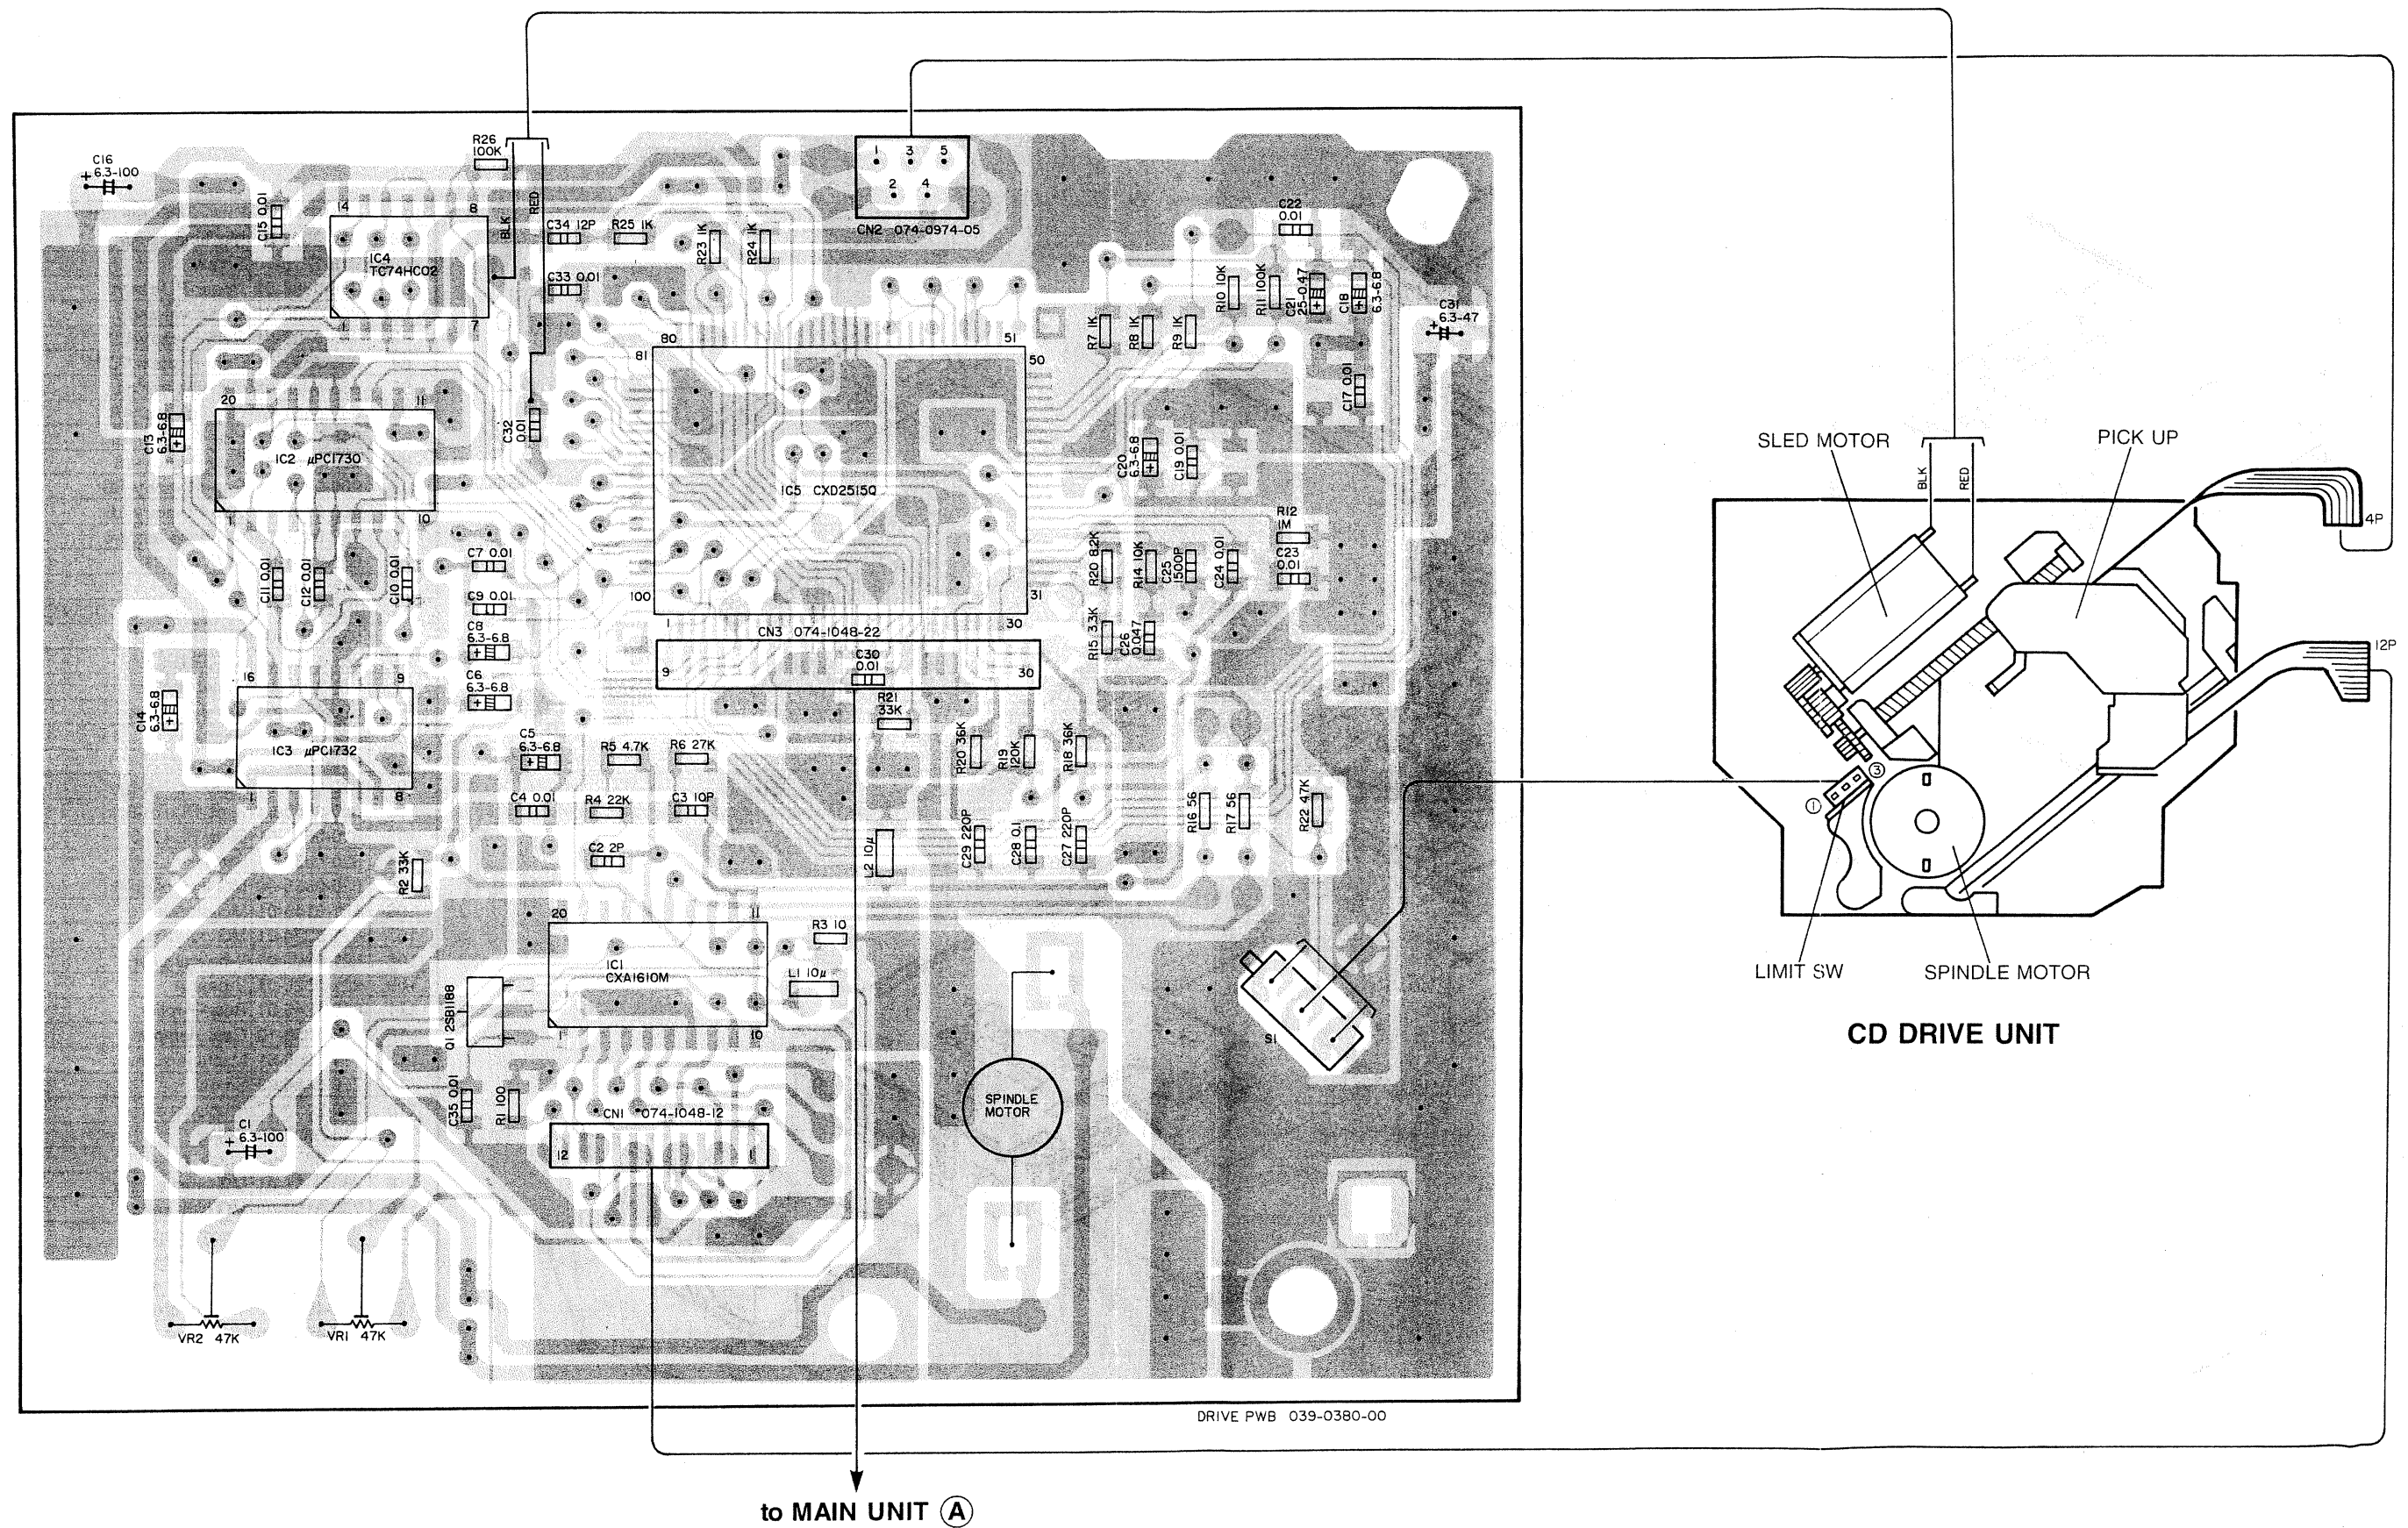 C16
+ 6.3-100
R26
100K
BLK
RED
C15 0.01
14
8
IC4
TC74HC02
1
7
C34 12P
R25 1K
C33 0.01
R23 1K
R24 1K
1
3
5
2
4
CN2 074-0974-05
C22
0.01
R7 1K
R8 1K
R9 1K
R10 10K
R11 100K
C21
25-0.47
C18
6.3-6.8
C31
+ 6.3-47
C17 0.01
80
51
81
50
IC5 CXD2515Q
100
31
1
30
C13
6.3-6.8
20
11
IC2 µPC1730
1
10
C32
0.01
C20
6.3-6.8
C19 0.01
R12
1M
C23
0.01
R20 8.2K
R14 10K
C25
1500P
C24 0.01
R15 3.3K
C26
0.047
C11 0.01
C12 0.01
C10 0.01
C7 0.01
C9 0.01
C8
6.3-6.8
C6
6.3-6.8
CN3 074-1048-22
9
30
C30
0.01
R21
33K
C14
6.3-6.8
16
9
IC3 µPC1732
1
8
C5
6.3-6.8
R5 4.7K
R6 27K
C4 0.01
R4 22K
C3 10P
C2 2P
R2 33K
L2 10µ
R20 36K
R19
120K
R18 36K
C29 220P
C28 0.1
C27 220P
R16 56
R17 56
R22 47K
20
11
IC1
CXA1610M
1
10
R3 10
L1 10µ
Q1 2SB1188
C35 0.01
R1 100
CN1 074-1048-12
12
1
SPINDLE
MOTOR
S1
C1
+ 6.3-100
VR2 47K
VR1 47K
DRIVE PWB 039-0380-00
to MAIN UNIT Ⓐ
SLED MOTOR
BLK
RED
PICK UP
4P
12P
③
①
LIMIT SW
SPINDLE MOTOR
CD DRIVE UNIT